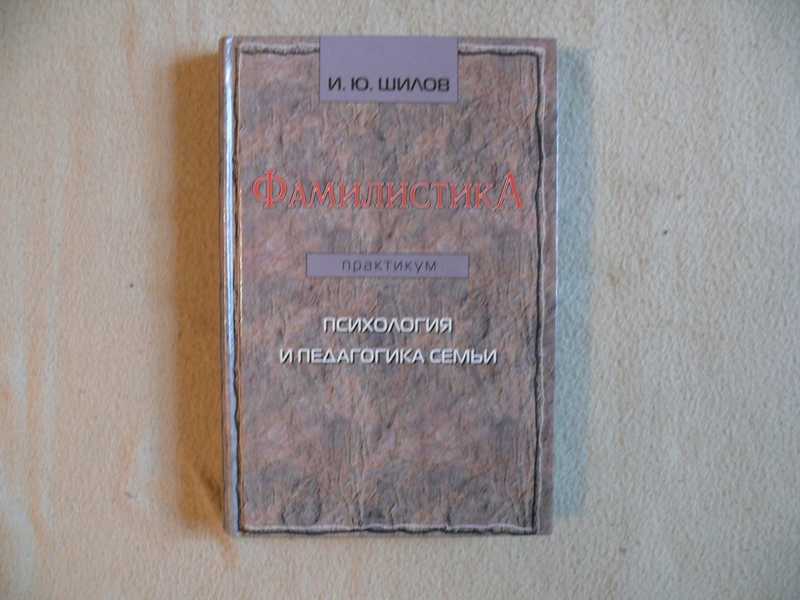 И. Ю. ШИЛОВ
ФАМИЛИСТИКА
практикум
ПСИХОЛОГИЯ
И ПЕДАГОГИКА СЕМЬИ